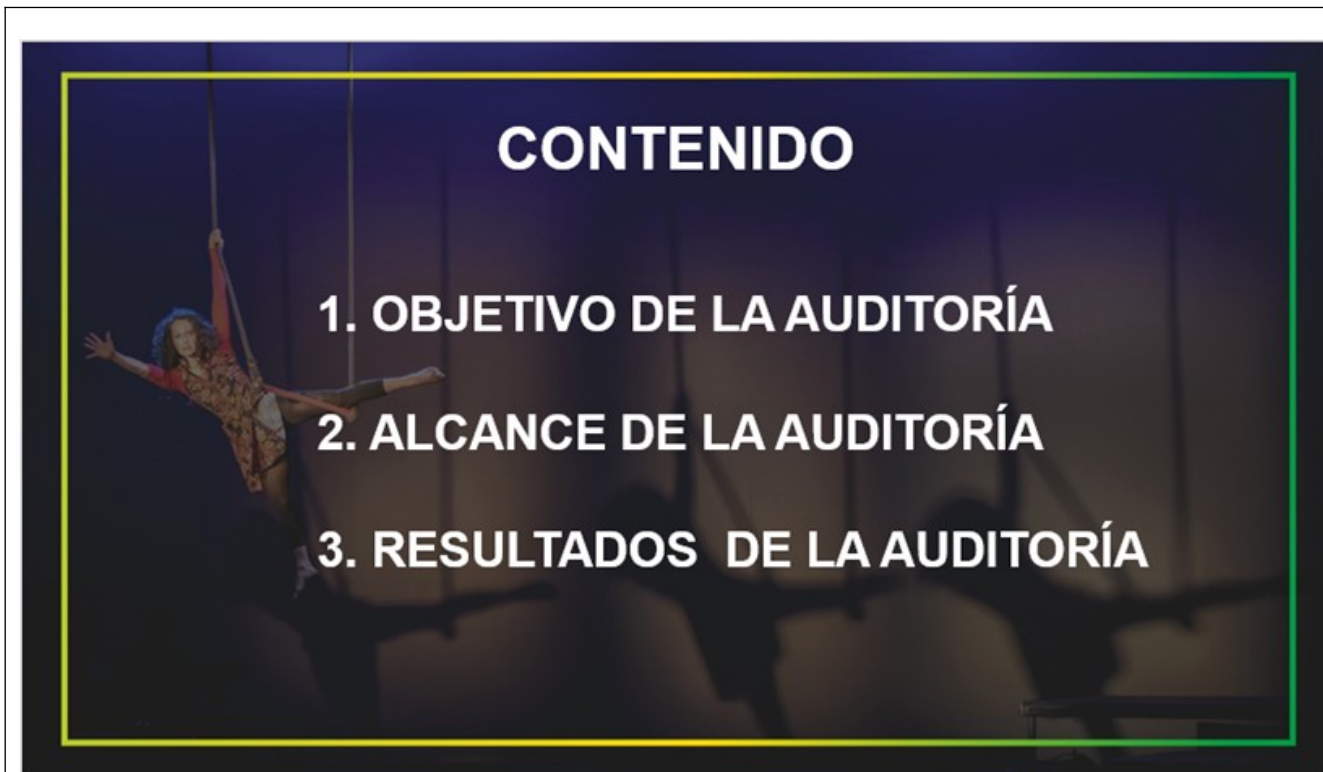 CONTENIDO
1. OBJETIVO DE LA AUDITORÍA
2. ALCANCE DE LA AUDITORÍA
3. RESULTADOS DE LA AUDITORÍA